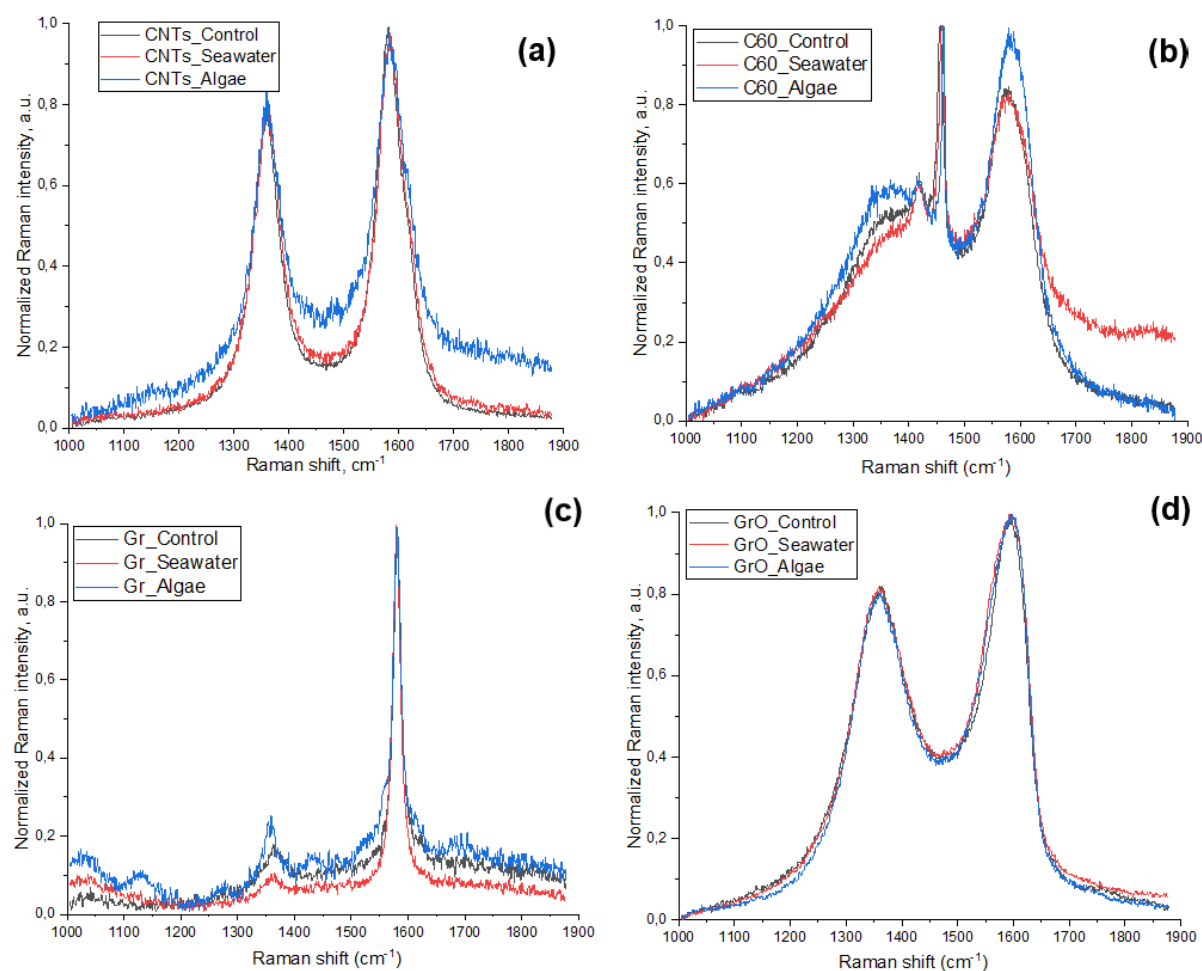 CNTs_Control
CNTs_Seawater
CNTs_Algae
(a)
Normalized Raman intensity, a.u.
1,0
0,8
0,6
0,4
0,2
0,0
1000 1100 1200 1300 1400 1500 1600 1700 1800 1900
Raman shift, cm-1
C60_Control
C60_Seawater
C60_Algae
(b)
Normalized Raman intensity, a.u.
1,0
0,8
0,6
0,4
0,2
0,0
1000 1100 1200 1300 1400 1500 1600 1700 1800 1900
Raman shift (cm-1)
Gr_Control
Gr_Seawater
Gr_Algae
(c)
Normalized Raman intensity, a.u.
1,0
0,8
0,6
0,4
0,2
0,0
1000 1100 1200 1300 1400 1500 1600 1700 1800 1900
Raman shift (cm-1)
GrO_Control
GrO_Seawater
GrO_Algae
(d)
Normalized Raman intensity, a.u.
1,0
0,8
0,6
0,4
0,2
0,0
1000 1100 1200 1300 1400 1500 1600 1700 1800 1900
Raman shift (cm-1)